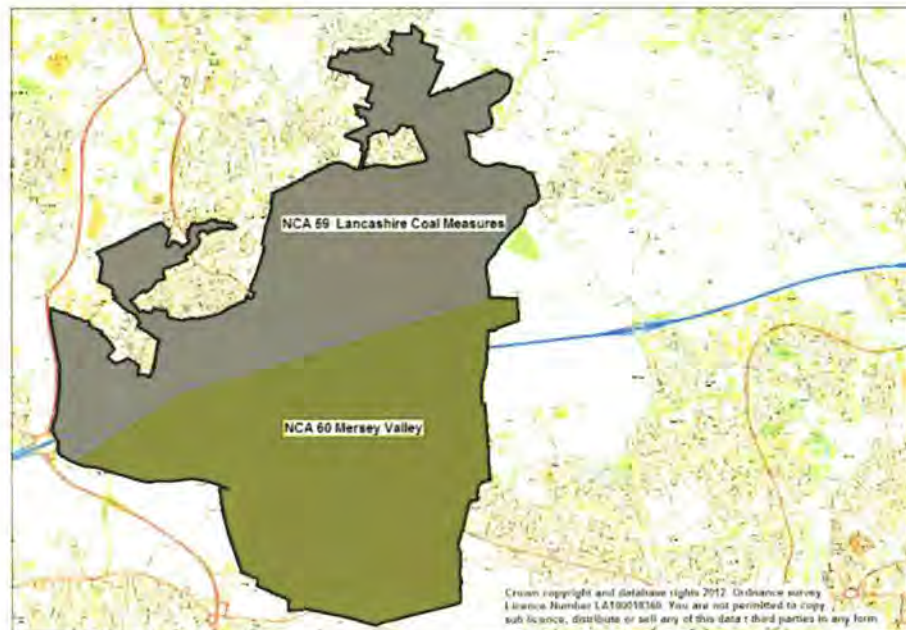 NCA 59 Lancashire Coal Measures
NCA 60 Mersey Valley
Crown copyright and database rights 2012. Ordnance survey
Licence Number LA100018360. You are not permitted to copy
sub licence, distribute or sell any of this data t third parties in any form